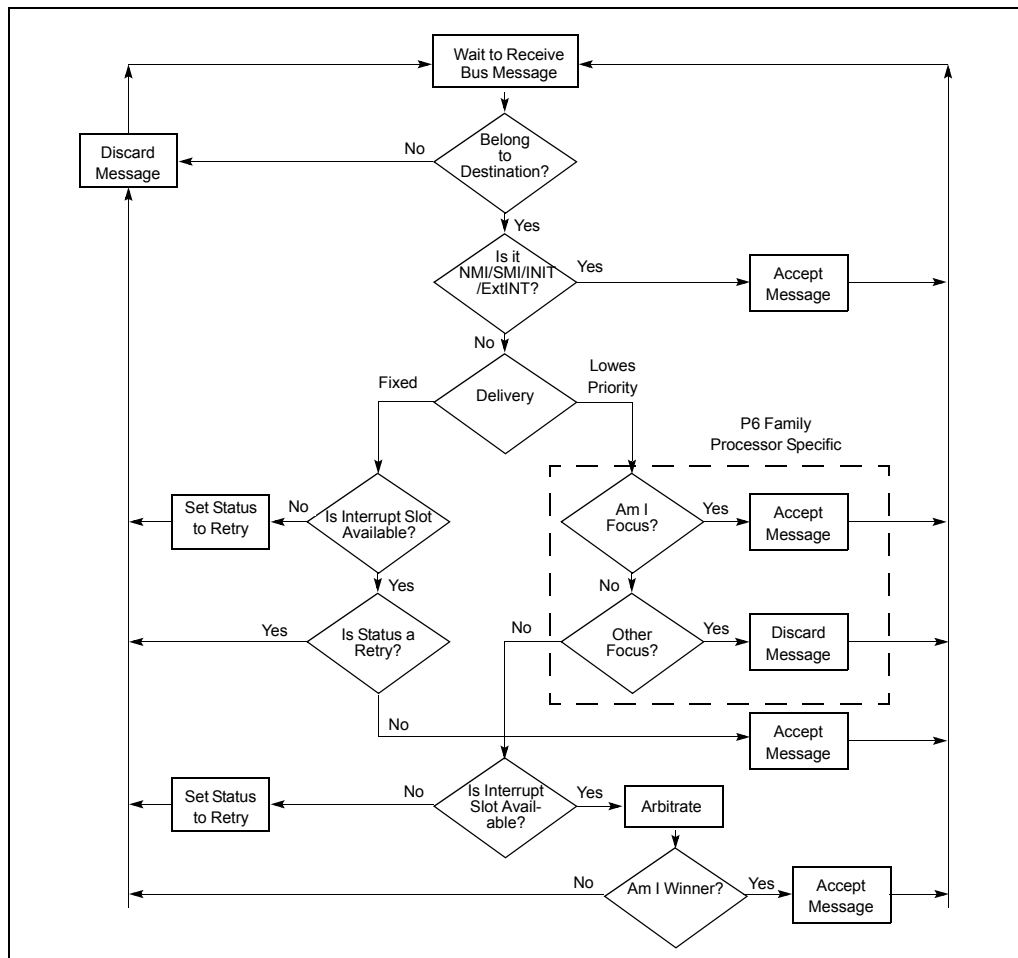 Wait to Receive
Bus Message
Belong
to
Destination?
No
Discard
Message
Yes
Is it
NMI/SMI/INIT
/ExtINT?
Yes
Accept
Message
No
Delivery
Fixed
Lowes
Priority
P6 Family
Processor Specific
Set Status
to Retry
No
Is Interrupt Slot
Available?
Am I
Focus?
Yes
Accept
Message
Yes
No
Yes
Is Status a
Retry?
No
Other
Focus?
Yes
Discard
Message
No
Accept
Message
Set Status
to Retry
No
Is Interrupt
Slot Avail-
able?
Yes
Arbitrate
No
Am I Winner?
Yes
Accept
Message